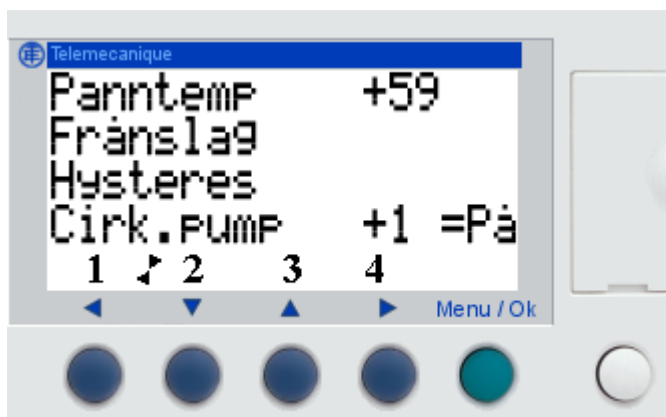 Telemecanique
Panntemp +59
Frånslag
Hysteres
Cirk.pump +1 =På
1 2 3 4
Menu / Ok